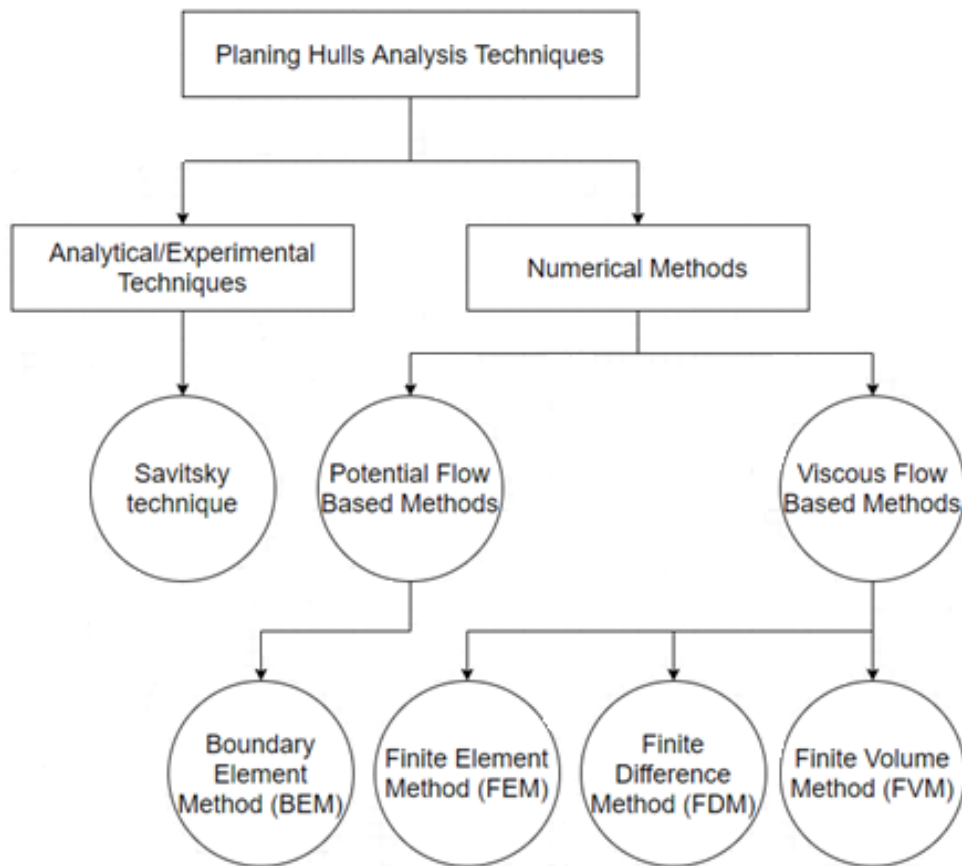 Planing Hulls Analysis Techniques
Analytical/Experimental
Techniques
Numerical Methods
Savitsky
technique
Potential Flow
Based Methods
Viscous Flow
Based Methods
Boundary
Element
Method (BEM)
Finite Element
Method (FEM)
Finite
Difference
Method (FDM)
Finite Volume
Method (FVM)